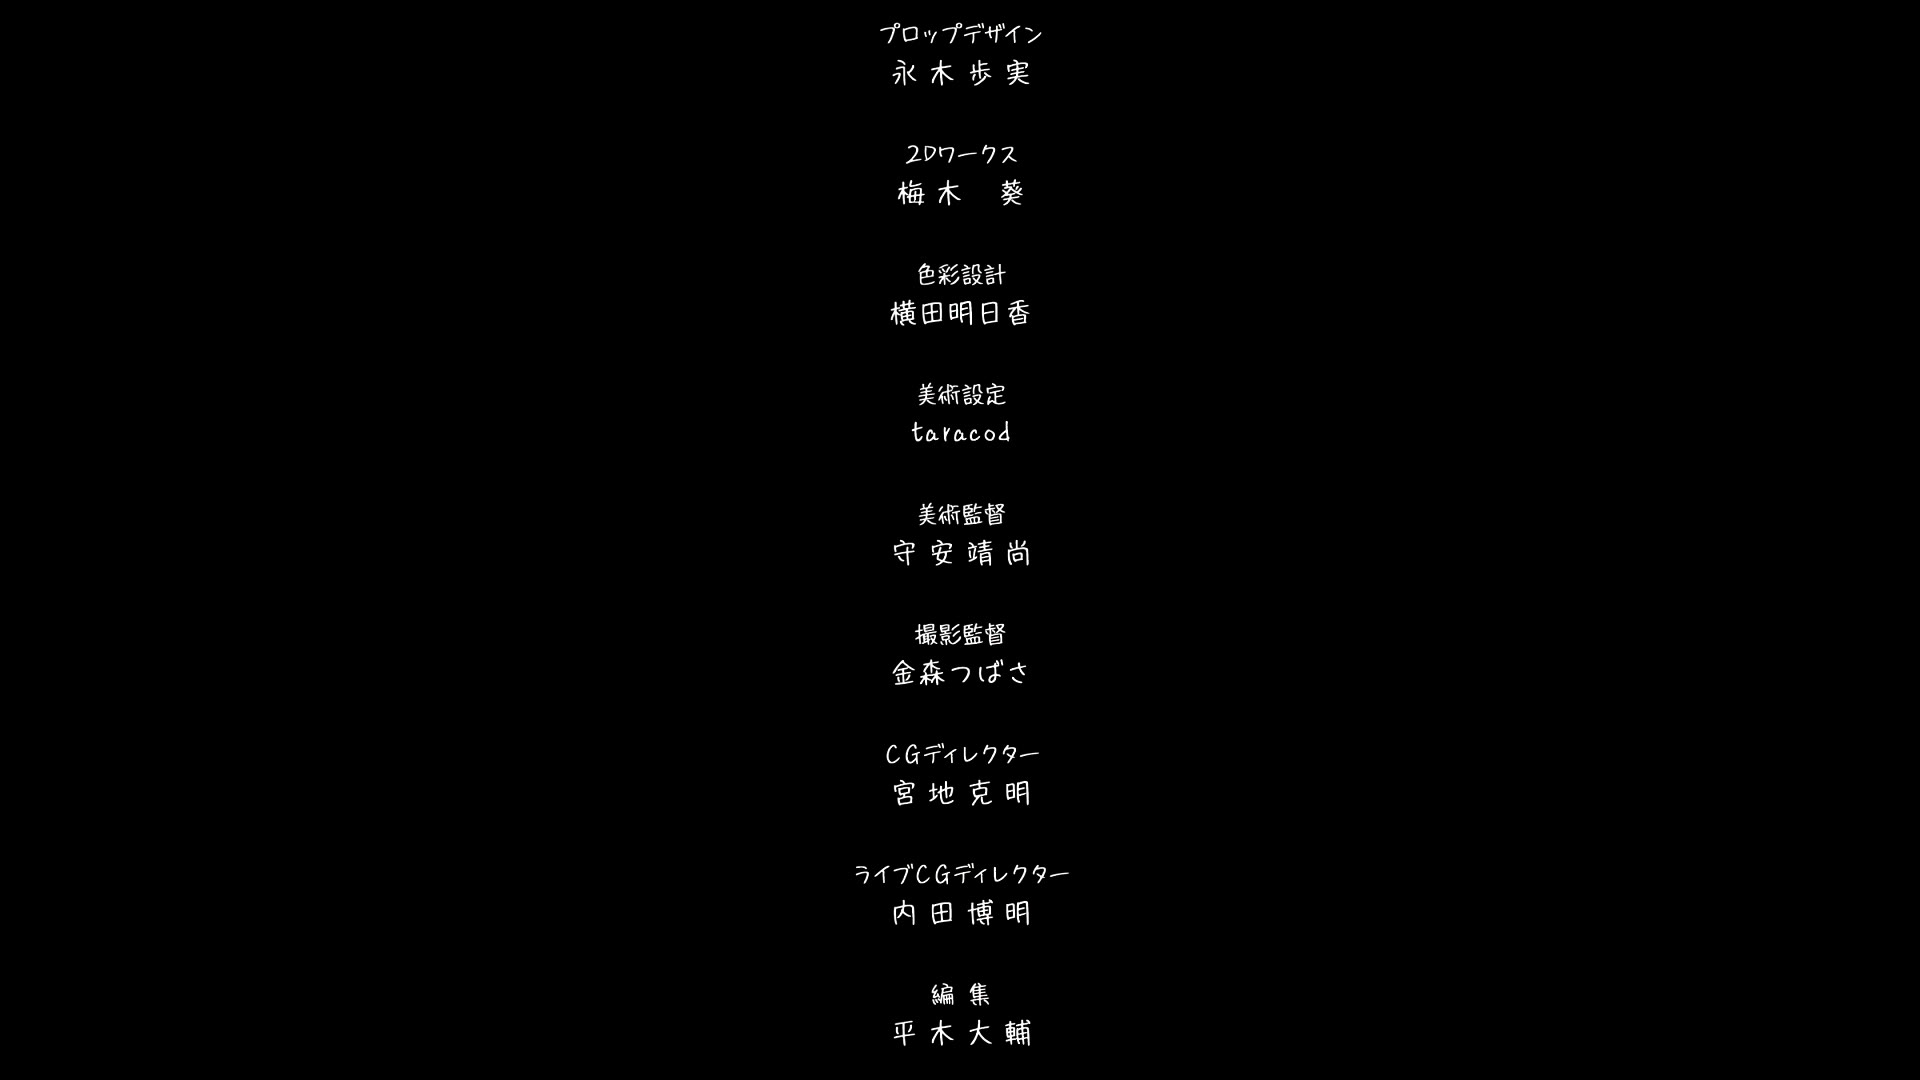 プロップデザイン
永木歩実
2Dワークス
梅木　葵
色彩設計
横田明日香
美術設定
taracod
美術監督
守安靖尚
撮影監督
金森つばさ
CGディレクター
宮地克明
ライブCGディレクター
内田博明
編集
平木大輔